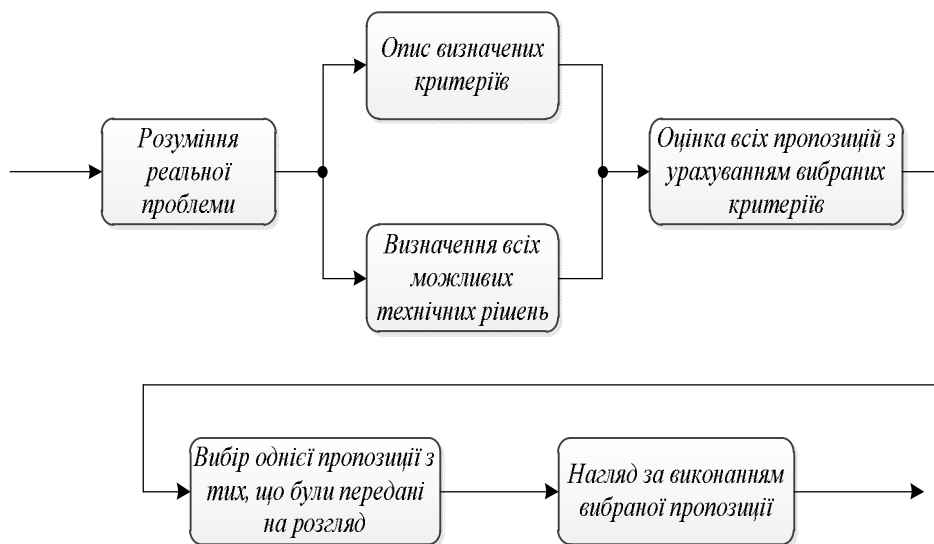 Опис визначених
критеріїв
Розуміння
реальної
проблеми
Оцінка всіх пропозицій з
урахуванням вибраних
критеріїв
Визначення всіх
можливих
технічних рішень
Вибір однієї пропозиції з
тих, що були передані
на розгляд
Нагляд за виконанням
вибраної пропозиції